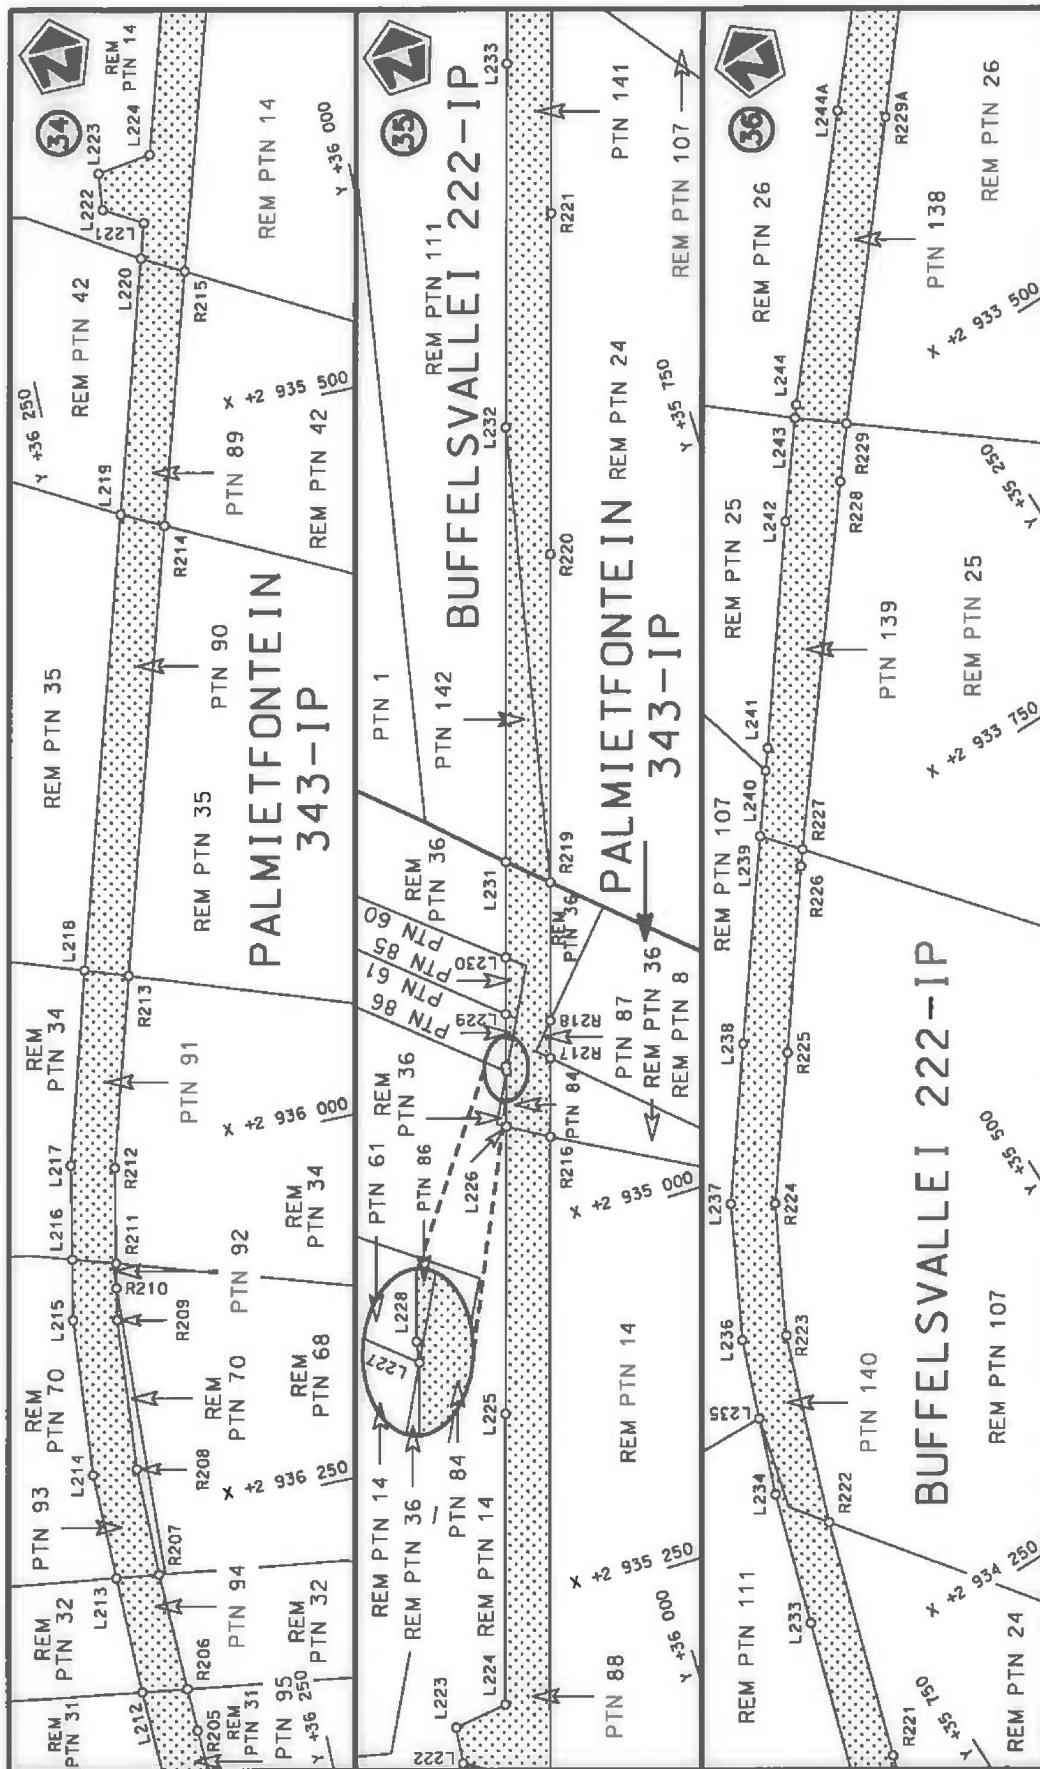 34
REM
PTN 14
L224
L223
L222
L221
L220
REM PTN 14
Y +36 000
REM PTN 42
R215
Y +36 250
X +2 935 500
L219
PTN 89
REM PTN 42
R214
REM PTN 35
PTN 90
PALMIETFONTEIN
343-IP
REM PTN 35
L218
R213
REM
PTN 34
PTN 91
X +2 936 000
L217
R212
L216
R211
REM
PTN 34
PTN 92
R210
L215
R209
REM
PTN 70
REM
PTN 70
REM
PTN 68
L214
R208
X +2 936 250
PTN 93
R207
L213
PTN 94
REM
PTN 32
REM
PTN 32
R206
L212
REM
PTN 31
R205
REM
PTN 31
PTN 95
Y +36 250
35
L233
BUFFELSVALLEI 222-IP
REM PTN 111
PTN 141
REM PTN 107
R221
L232
R220
REM PTN 24
Y +35 750
PALMIETFONTEIN
343-IP
PTN 1
PTN 142
REM
PTN 36
L231
R219
REM
PTN 36
PTN 60
PTN 85
PTN 61
PTN 86
L230
L229
R218
R217
PTN 87
REM PTN 36
REM PTN 8
REM
PTN 36
PTN 84
PTN 61
PTN 86
L226
R216
X +2 935 000
L228
L227
L225
REM PTN 14
REM PTN 14
REM PTN 36
PTN 84
REM PTN 14
X +2 935 250
L224
L223
L222
PTN 88
Y +36 000
36
L244A
R229A
REM PTN 26
PTN 138
REM PTN 26
X +2 933 500
L244
L243
R229
R228
L242
REM PTN 25
Y +35 250
PTN 139
REM PTN 25
L241
X +2 933 750
L240
REM PTN 107
L239
R227
R226
L238
R225
BUFFELSVALLEI 222-IP
L237
R224
Y +35 500
L236
R223
PTN 140
REM PTN 107
L235
L234
R222
X +2 934 250
L233
REM PTN 111
R221
Y +35 750
REM PTN 24